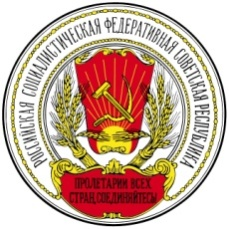 РОССИЙСКАЯ СОЦИАЛИСТИЧЕСКАЯ ФЕДЕРАТИВНАЯ СОВЕТСКАЯ РЕСПУБЛИКА
ПРОЛЕТАРИИ ВСЕХ
СТРАН, СОЕДИНЯЙТЕСЬ!